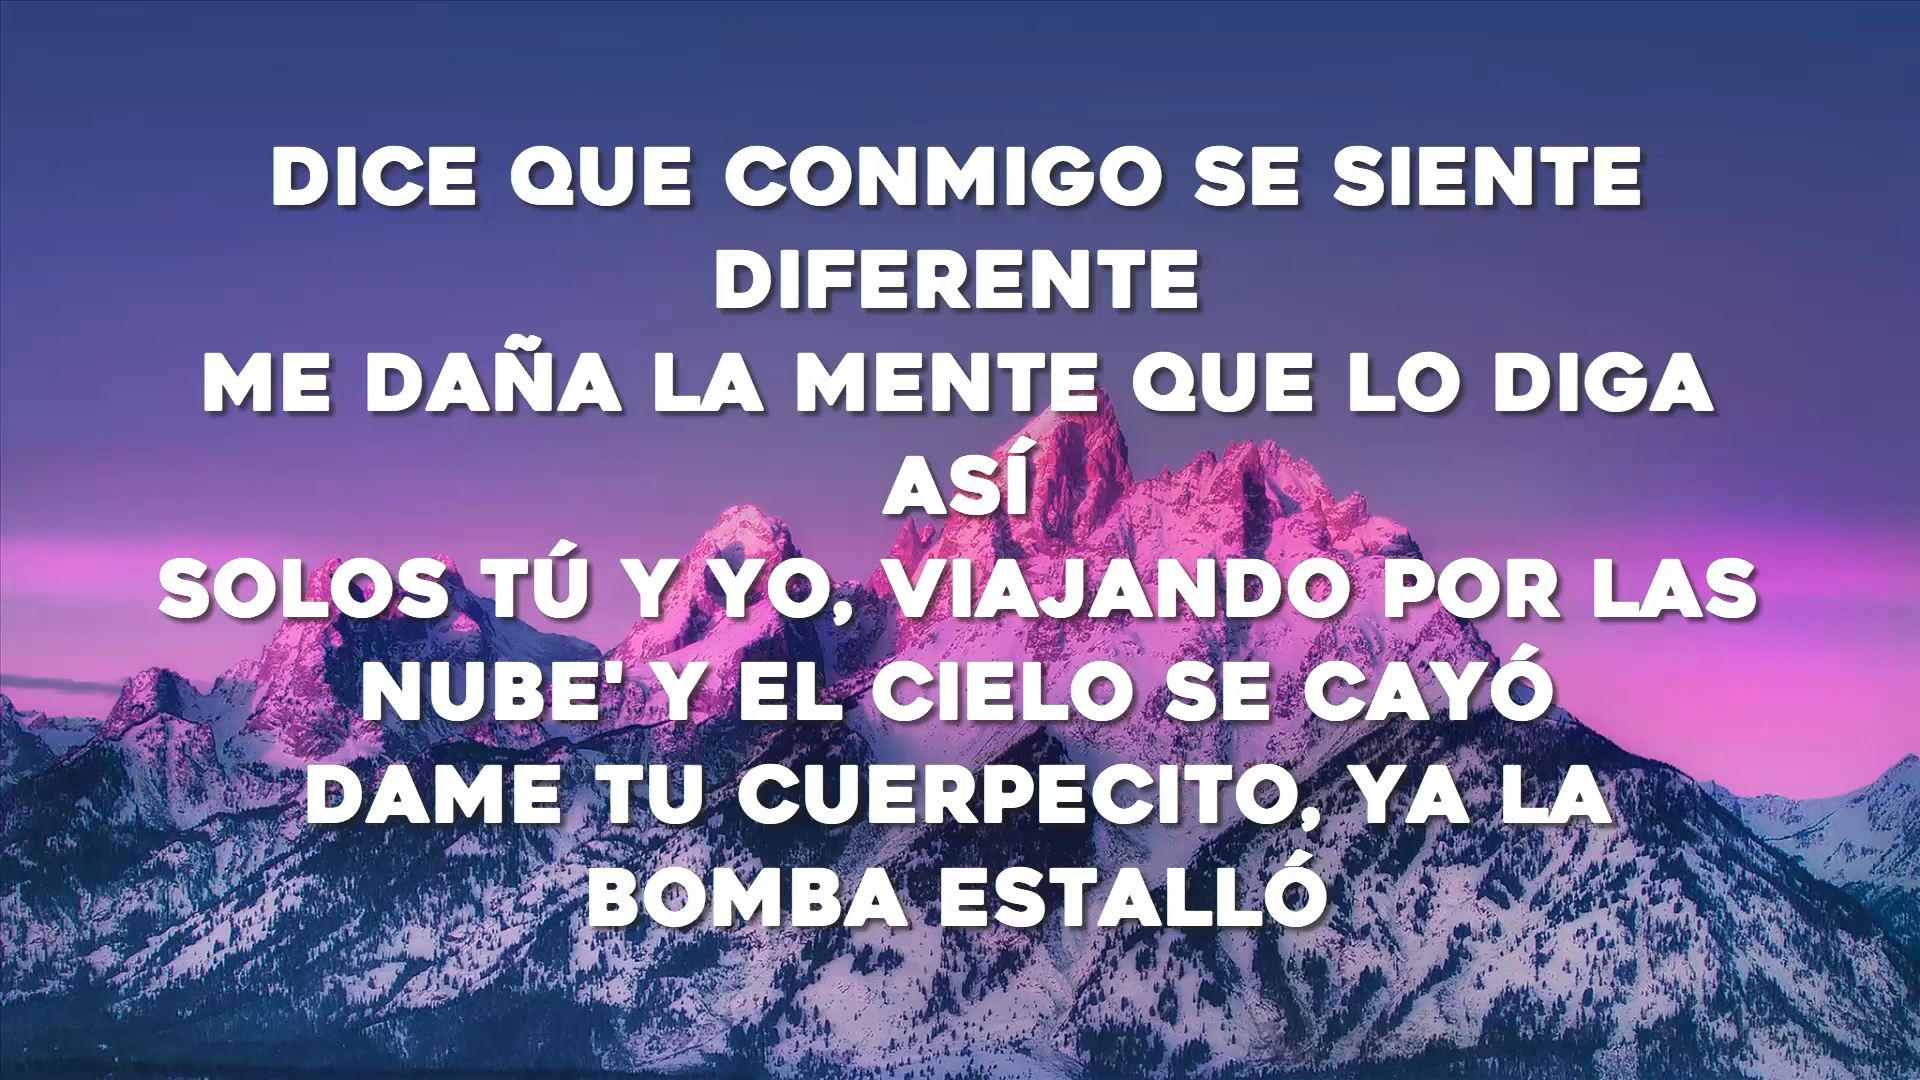 DICE QUE CONMIGO SE SIENTE
DIFERENTE
ME DAÑA LA MENTE QUE LO DIGA
ASÍ
SOLOS TÚ Y YO, VIAJANDO POR LAS
NUBE' Y EL CIELO SE CAYÓ
DAME TU CUERPECITO, YA LA
BOMBA ESTALLÓ